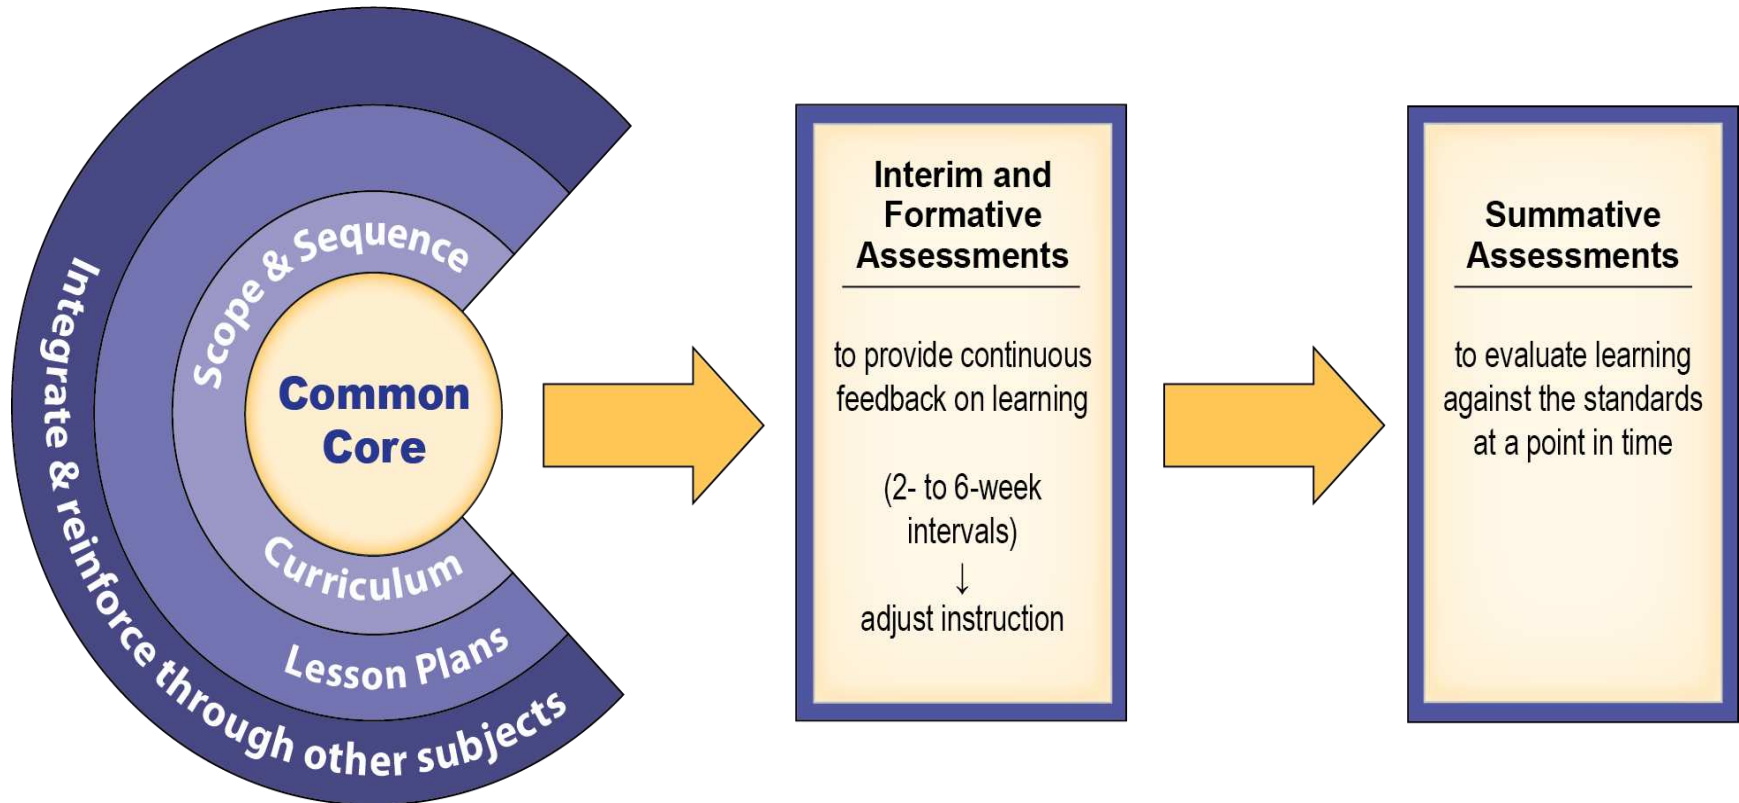 Integrate & reinforce through other subjects
Lesson Plans
Scope & Sequence
Curriculum
Common
Core
Interim and
Formative
Assessments
to provide continuous
feedback on learning
(2- to 6-week
intervals)
↓
adjust instruction
Summative
Assessments
to evaluate learning
against the standards
at a point in time